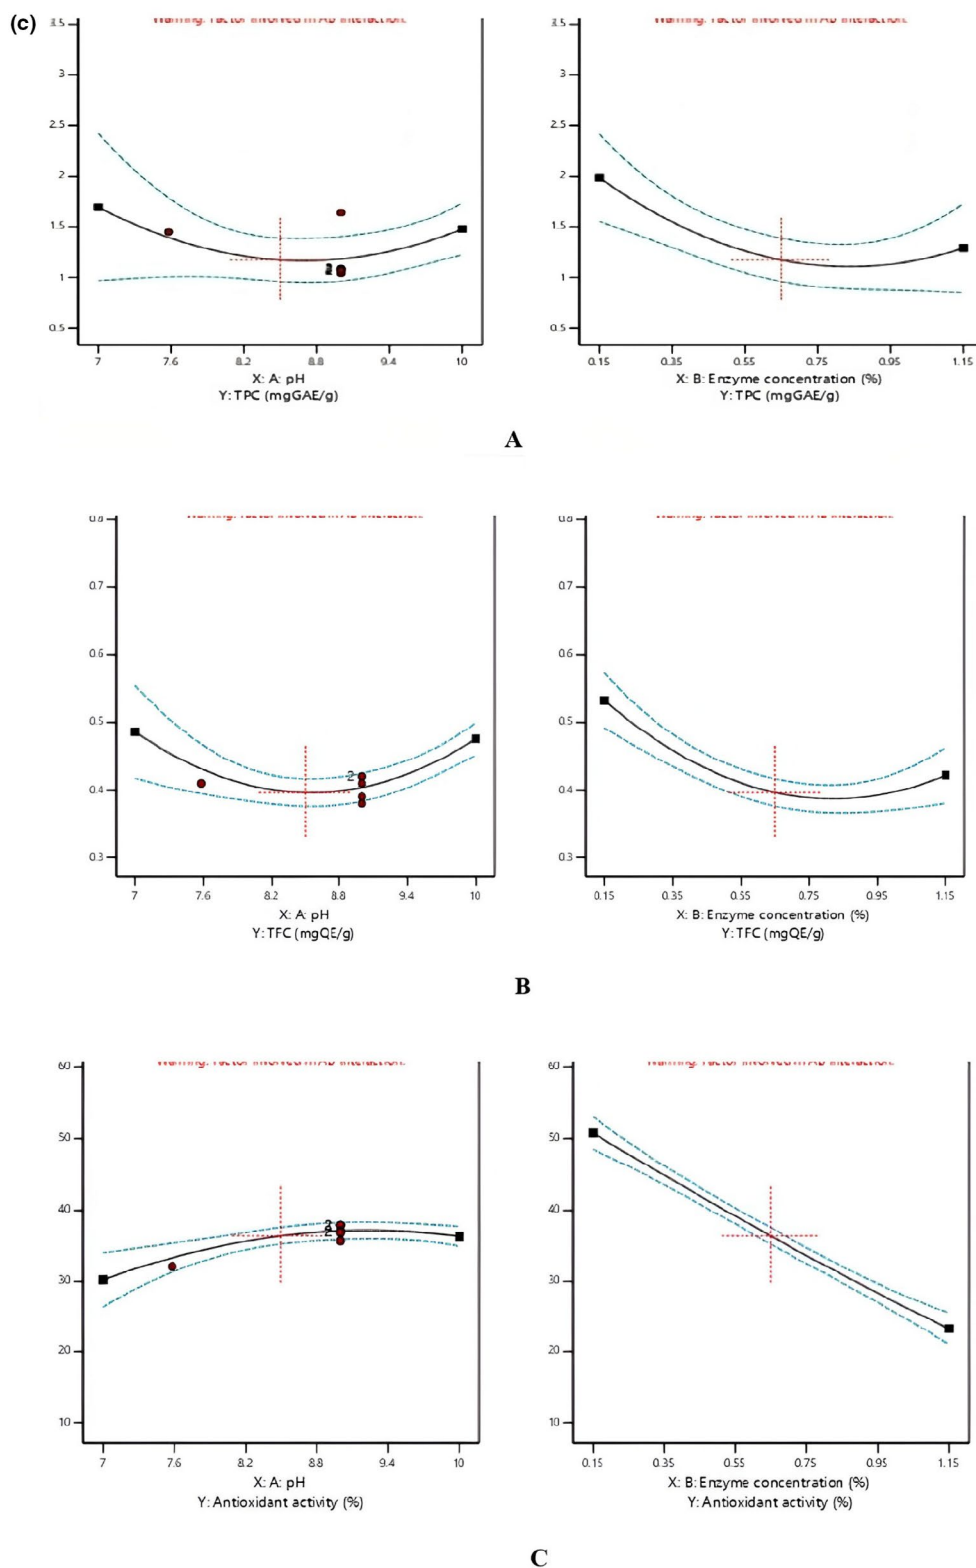 (c)
3.5
3
2.5
2
1.5
1
0.5
7 7.6 8.2 8.8 9.4 10
X: A: pH
Y: TPC (mgGAE/g)
3.5
3
2.5
2
1.5
1
0.5
0.15 0.35 0.55 0.75 0.95 1.15
X: B: Enzyme concentration (%)
Y: TPC (mgGAE/g)
A
0.8
0.7
0.6
0.5
0.4
0.3
2
7 7.6 8.2 8.8 9.4 10
X: A: pH
Y: TFC (mgQE/g)
0.8
0.7
0.6
0.5
0.4
0.3
0.15 0.35 0.55 0.75 0.95 1.15
X: B: Enzyme concentration (%)
Y: TFC (mgQE/g)
B
60
50
40
30
20
10
7 7.6 8.2 8.8 9.4 10
X: A: pH
Y: Antioxidant activity (%)
60
50
40
30
20
10
0.15 0.35 0.55 0.75 0.95 1.15
X: B: Enzyme concentration (%)
Y: Antioxidant activity (%)
C